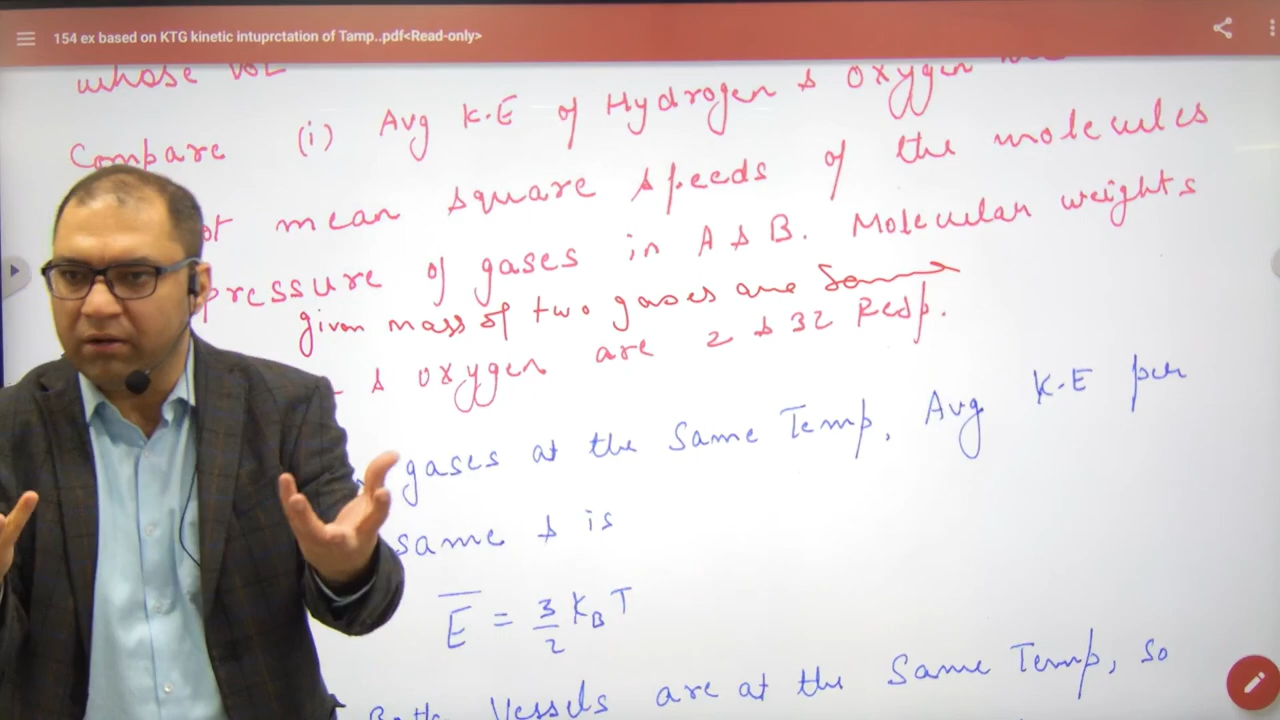 154 ex based on KTG kinetic intuprctation of Tamp..pdf<Read-only>
whose vol
Compare (i) Avg K.E of Hydrogen & Oxygen
mean square speeds of the molecules
pressure of gases in A & B. Molecular weights
given mass of two gases are Same
& oxygen are 2 & 32 Resp.
gases at the Same Temp, Avg K.E per
same & is
E̅ = 3/2 K_B T
Vessels are at the Same Temp, so